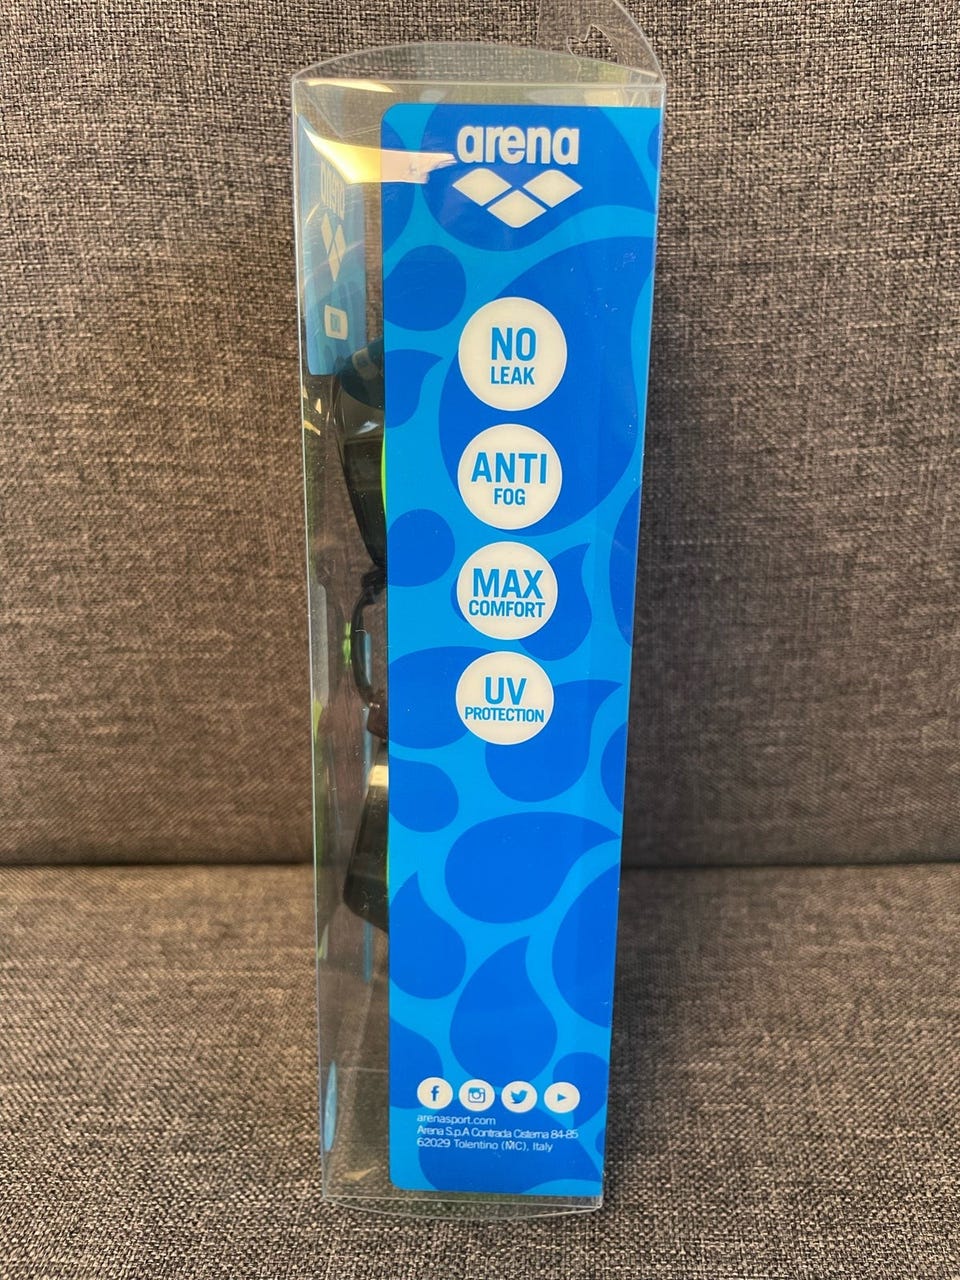 arena
NO
LEAK
ANTI
FOG
MAX
COMFORT
UV
PROTECTION
arenasport.com
Arena S.p.A Contrada Cisterna 84-85
62029 Tolentino (MC), Italy